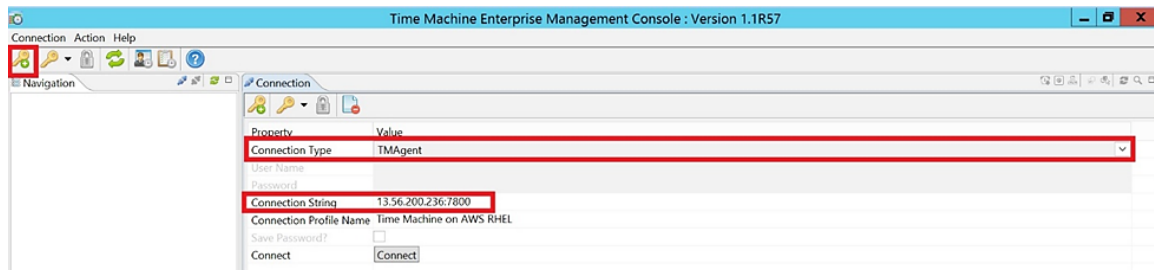 Time Machine Enterprise Management Console : Version 1.1R57
Connection Action Help
Navigation
Connection
Property Value
Connection Type TMAgent
User Name
Password
Connection String 13.56.200.236:7800
Connection Profile Name Time Machine on AWS RHEL
Save Password?
Connect Connect